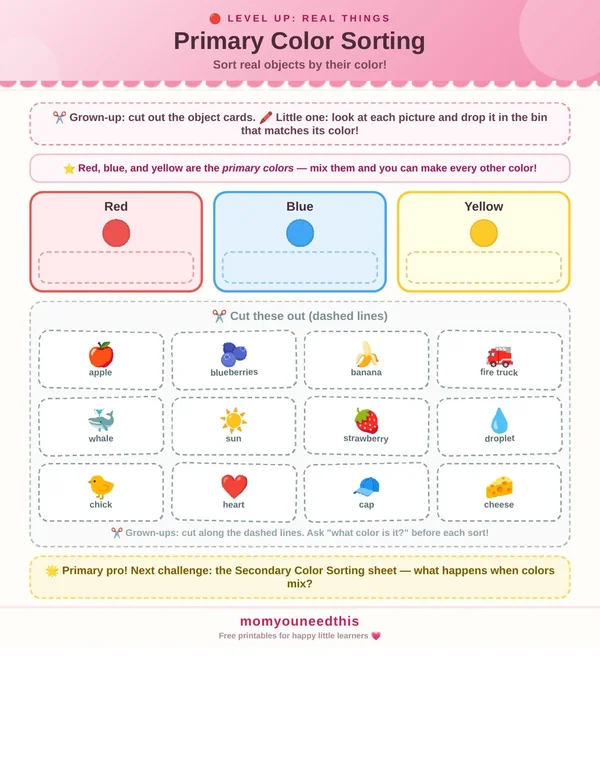 🔴 LEVEL UP: REAL THINGS
Primary Color Sorting
Sort real objects by their color!
✂️ Grown-up: cut out the object cards. 🖍️ Little one: look at each picture and drop it in the bin
that matches its color!
⭐ Red, blue, and yellow are the primary colors — mix them and you can make every other color!
Red
Blue
Yellow
✂️ Cut these out (dashed lines)
apple
blueberries
banana
fire truck
whale
sun
strawberry
droplet
chick
heart
cap
cheese
✂️ Grown-ups: cut along the dashed lines. Ask "what color is it?" before each sort!
🌟 Primary pro! Next challenge: the Secondary Color Sorting sheet — what happens when colors
mix?
momyouneedthis
Free printables for happy little learners 💗